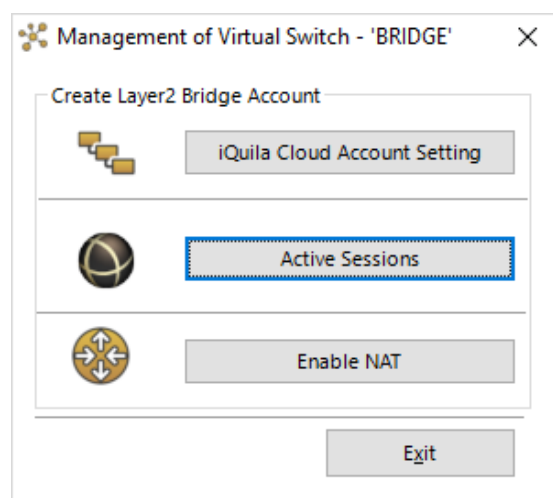 Management of Virtual Switch - 'BRIDGE'
Create Layer2 Bridge Account
iQuila Cloud Account Setting
Active Sessions
Enable NAT
Exit